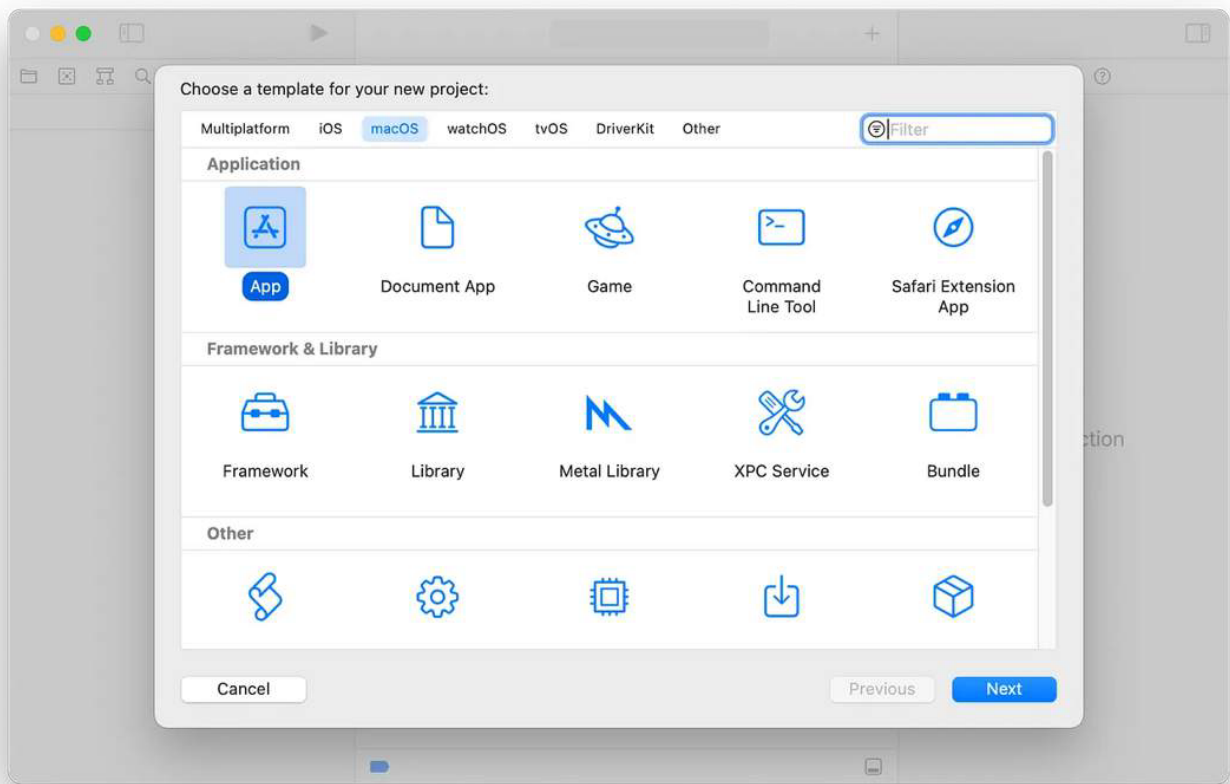 Choose a template for your new project:
Multiplatform iOS macOS watchOS tvOS DriverKit Other Filter
Application
App Document App Game Command Line Tool Safari Extension App
Framework & Library
Framework Library Metal Library XPC Service Bundle
ction
Other
Cancel Previous Next